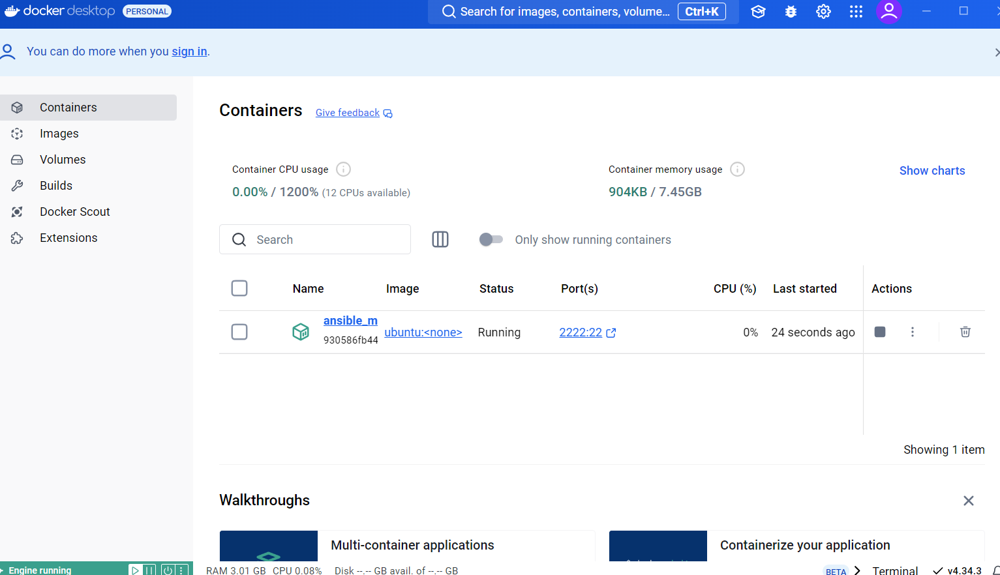 docker desktop PERSONAL
Search for images, containers, volume... Ctrl+K
You can do more when you sign in.
Containers
Images
Volumes
Builds
Docker Scout
Extensions
Containers Give feedback
Container CPU usage
0.00% / 1200% (12 CPUs available)
Container memory usage
904KB / 7.45GB
Show charts
Search
Only show running containers
Name Image Status Port(s) CPU (%) Last started Actions
ansible_m
930586fb44
ubuntu:<none> Running 2222:22 0% 24 seconds ago
Showing 1 item
Walkthroughs
Multi-container applications
Containerize your application
Engine running
RAM 3.01 GB CPU 0.08% Disk --.-- GB avail. of --.-- GB
BETA Terminal v4.34.3